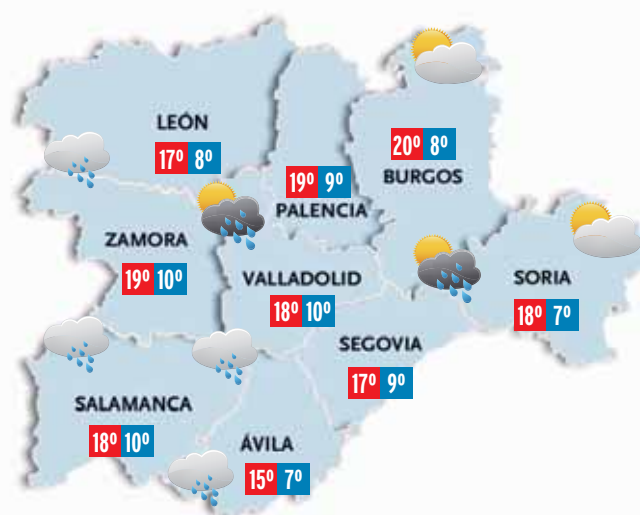 LEÓN
17º 8º
20º 8º
BURGOS
19º 9º
PALENCIA
ZAMORA
19º 10º
VALLADOLID
18º 10º
SORIA
18º 7º
SEGOVIA
17º 9º
SALAMANCA
18º 10º
ÁVILA
15º 7º